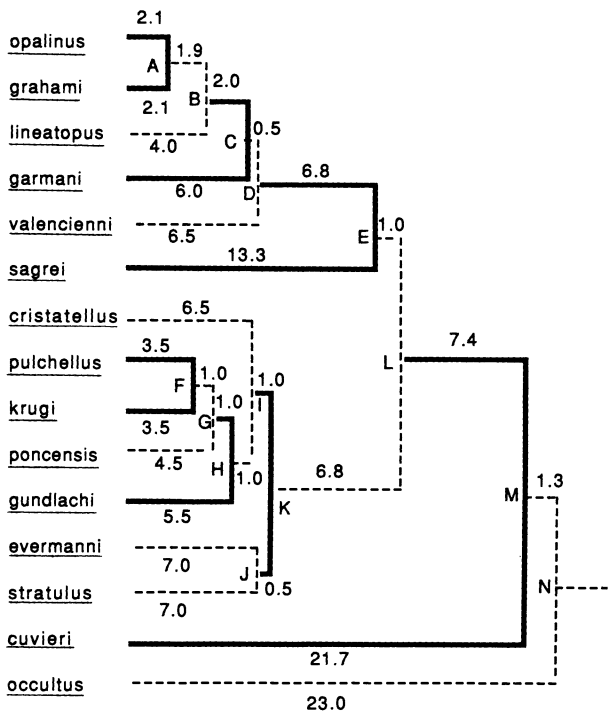 2.1
opalinus
A 1.9
grahami
2.1 B 2.0
lineatopus
4.0 C 0.5
garmani
6.0 D 6.8
valencienni
6.5 E 1.0
sagrei
13.3
cristatellus 6.5
pulchellus 3.5 L 7.4
F 1.0 1.0 I
krugi 1.0
3.5 G
poncensis
4.5 H 1.0 6.8 M 1.3
gundlachi K
5.5
evermanni
7.0 J
stratulus 0.5 N
7.0
cuvieri
21.7
occultus
23.0